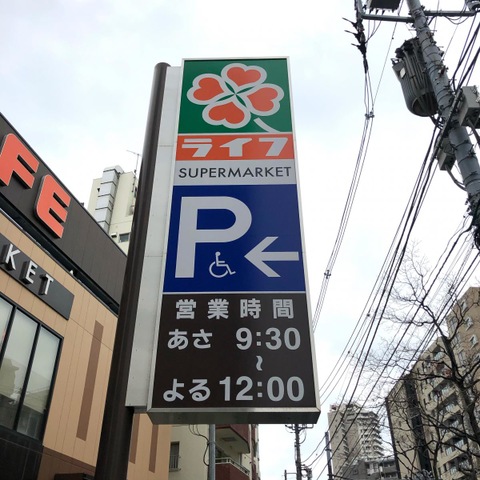 ライフ
SUPERMARKET
P ←
営業時間
あさ 9:30
~
よる 12:00
FE
KET